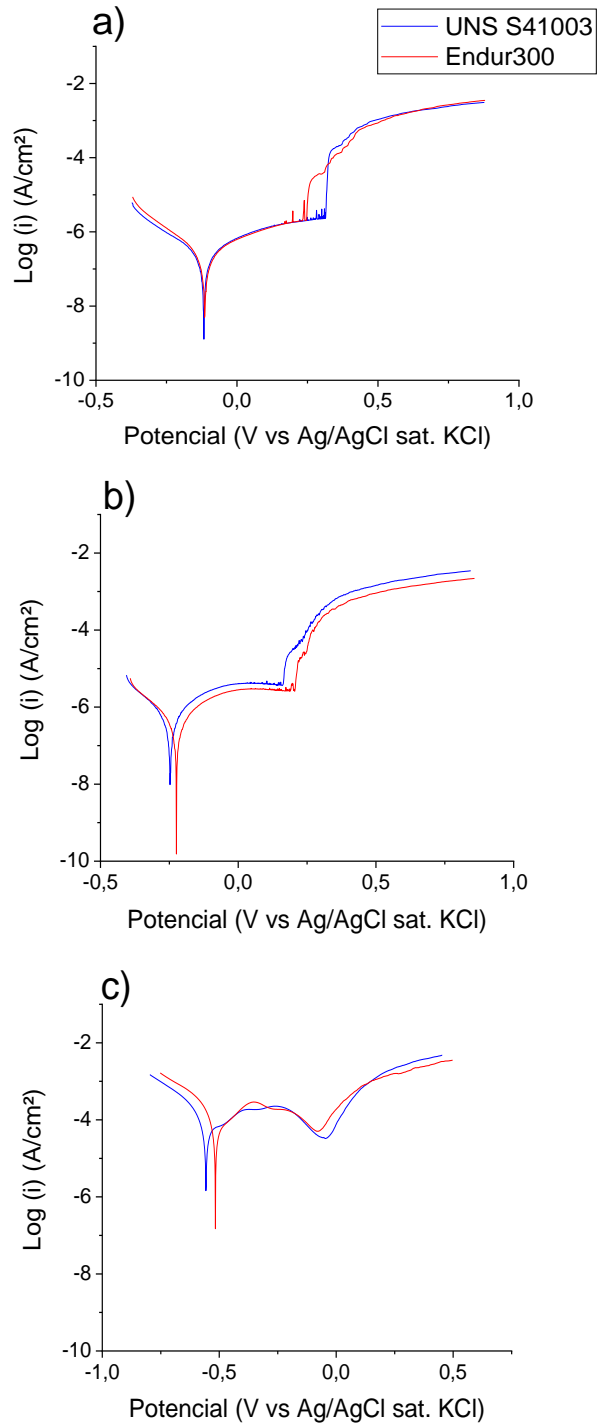 a)
UNS S41003
Endur300
-2
-4
-6
-8
-10
Log (i) (A/cm²)
-0,5
0,0
0,5
1,0
Potencial (V vs Ag/AgCl sat. KCl)
b)
-2
-4
-6
-8
-10
Log (i) (A/cm²)
-0,5
0,0
0,5
1,0
Potencial (V vs Ag/AgCl sat. KCl)
c)
-2
-4
-6
-8
-10
Log (i) (A/cm²)
-1,0
-0,5
0,0
0,5
Potencial (V vs Ag/AgCl sat. KCl)